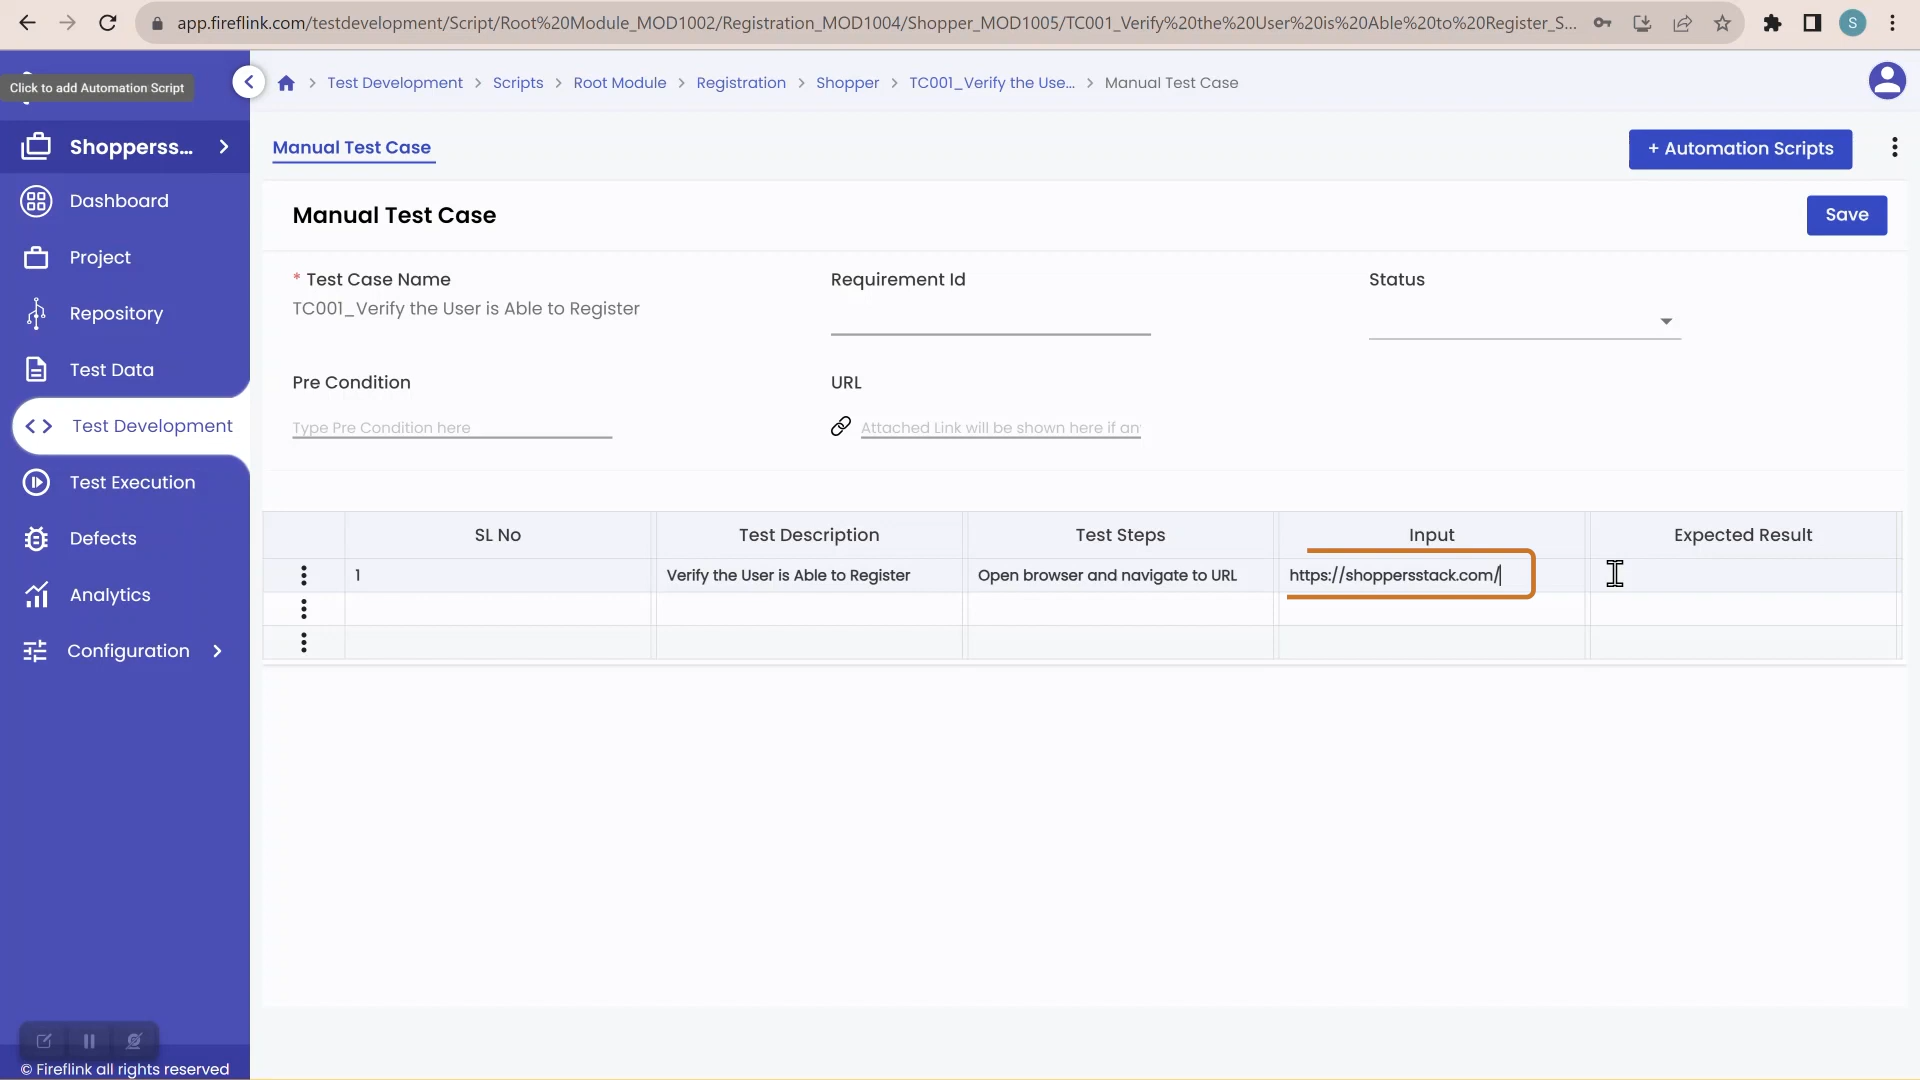 app.fireflink.com/testdevelopment/Script/Root%20Module_MOD1002/Registration_MOD1004/Shopper_MOD1005/TC001_Verify%20the%20User%20is%20Able%20to%20Register_S...
S
Click to add Automation Script
Test Development > Scripts > Root Module > Registration > Shopper > TC001_Verify the Use... > Manual Test Case
Shopperss...
Manual Test Case
+ Automation Scripts
Dashboard
Manual Test Case
Save
Project
* Test Case Name
Requirement Id
Status
TC001_Verify the User is Able to Register
Repository
Test Data
Pre Condition
URL
Type Pre Condition here
Attached Link will be shown here if an
Test Development
Test Execution
SL No
Test Description
Test Steps
Input
Expected Result
Defects
1
Verify the User is Able to Register
Open browser and navigate to URL
https://shoppersstack.com/
Analytics
Configuration
© Fireflink all rights reserved